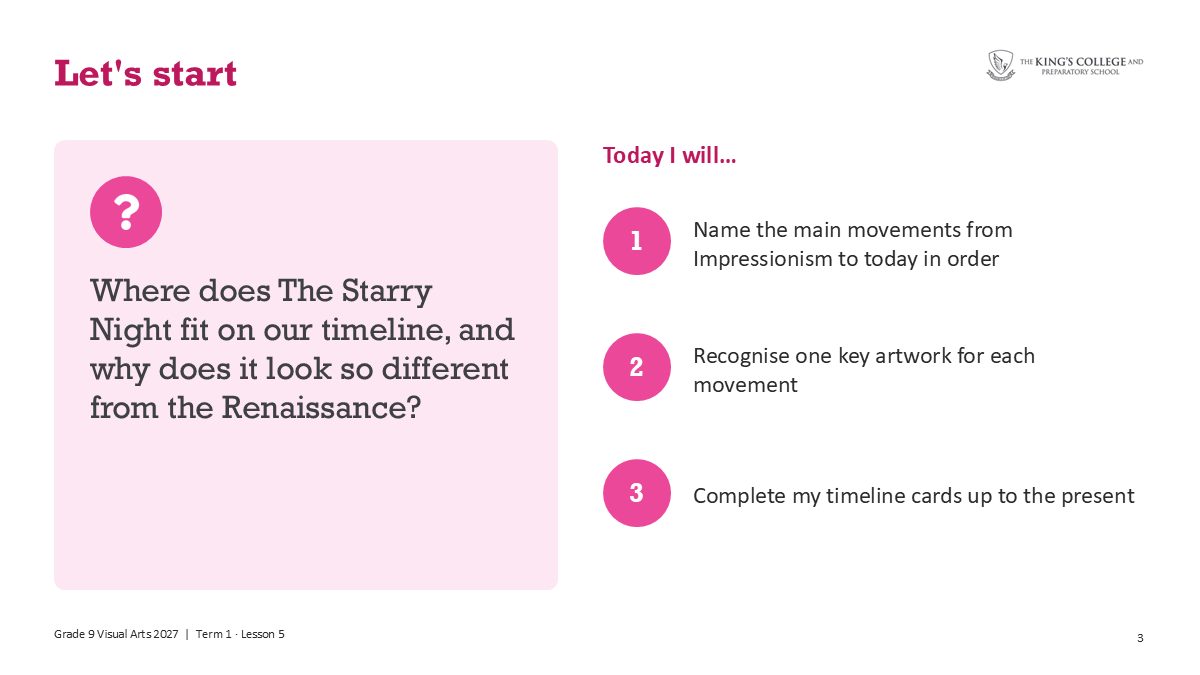 Let's start
THE KING'S COLLEGE AND
PREPARATORY SCHOOL
?
Where does The Starry
Night fit on our timeline, and
why does it look so different
from the Renaissance?
Today I will...
1
Name the main movements from
Impressionism to today in order
2
Recognise one key artwork for each
movement
3
Complete my timeline cards up to the present
Grade 9 Visual Arts 2027 | Term 1 · Lesson 5
3